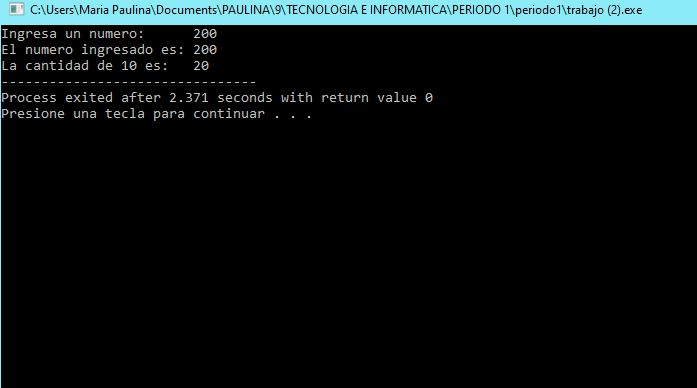 C:\Users\Maria Paulina\Documents\PAULINA\9\TECNOLOGIA E INFORMATICA\PERIODO 1\periodo1\trabajo (2).exe
Ingresa un numero:      200
El numero ingresado es: 200
La cantidad de 10 es:   20
--------------------------------
Process exited after 2.371 seconds with return value 0
Presione una tecla para continuar . . .